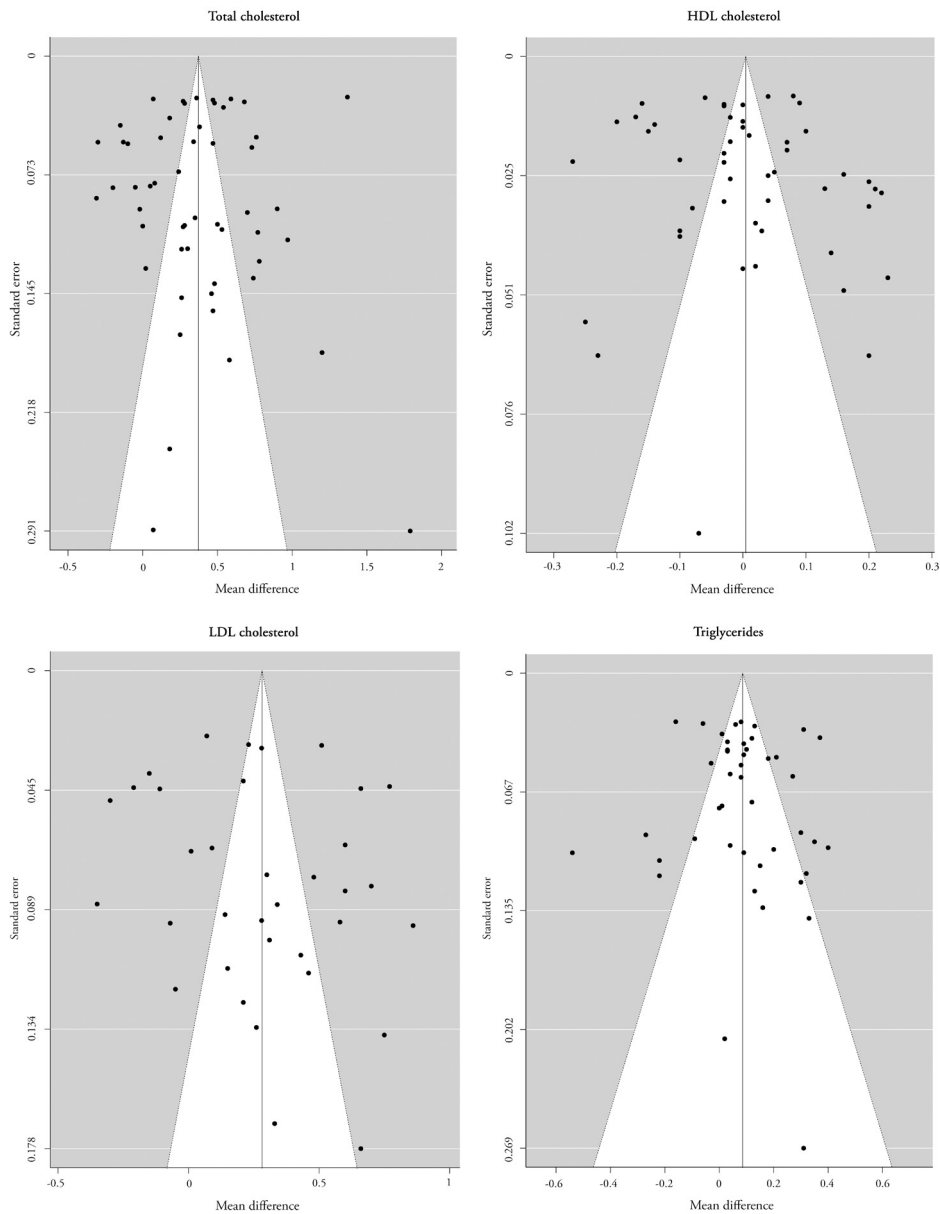 Total cholesterol
0
0.073
0.145
0.218
0.291
Standard error
-0.5 0 0.5 1 1.5 2
Mean difference
HDL cholesterol
0
0.025
0.051
0.076
0.102
Standard error
-0.3 -0.2 -0.1 0 0.1 0.2 0.3
Mean difference
LDL cholesterol
0
0.045
0.089
0.134
0.178
Standard error
-0.5 0 0.5 1
Mean difference
Triglycerides
0
0.067
0.135
0.202
0.269
Standard error
-0.6 -0.4 -0.2 0 0.2 0.4 0.6
Mean difference